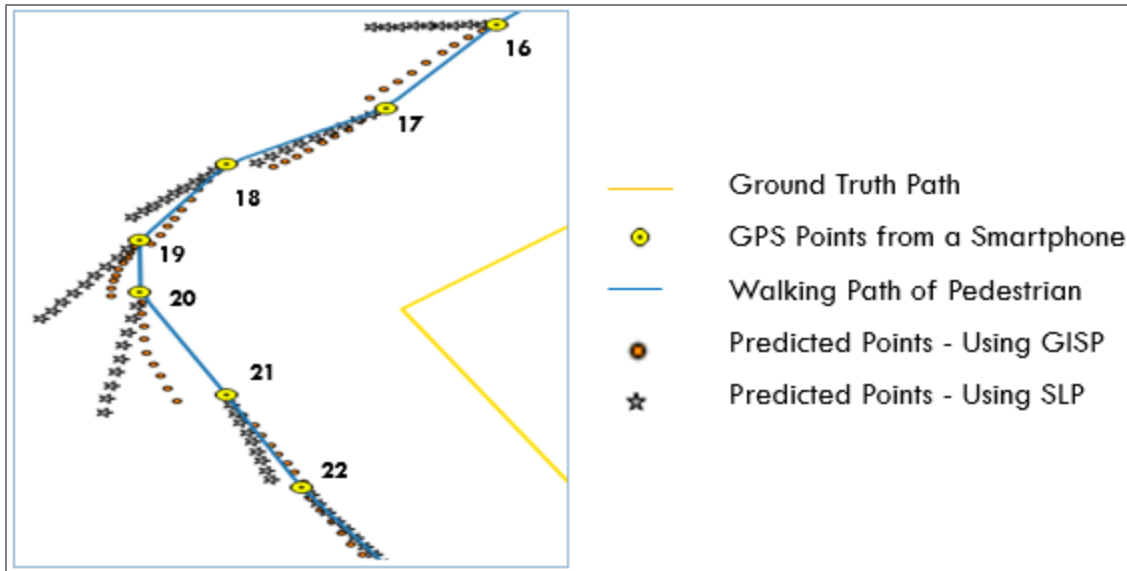 16
17
18
19
20
21
22
Ground Truth Path
GPS Points from a Smartphone
Walking Path of Pedestrian
Predicted Points - Using GISP
Predicted Points - Using SLP